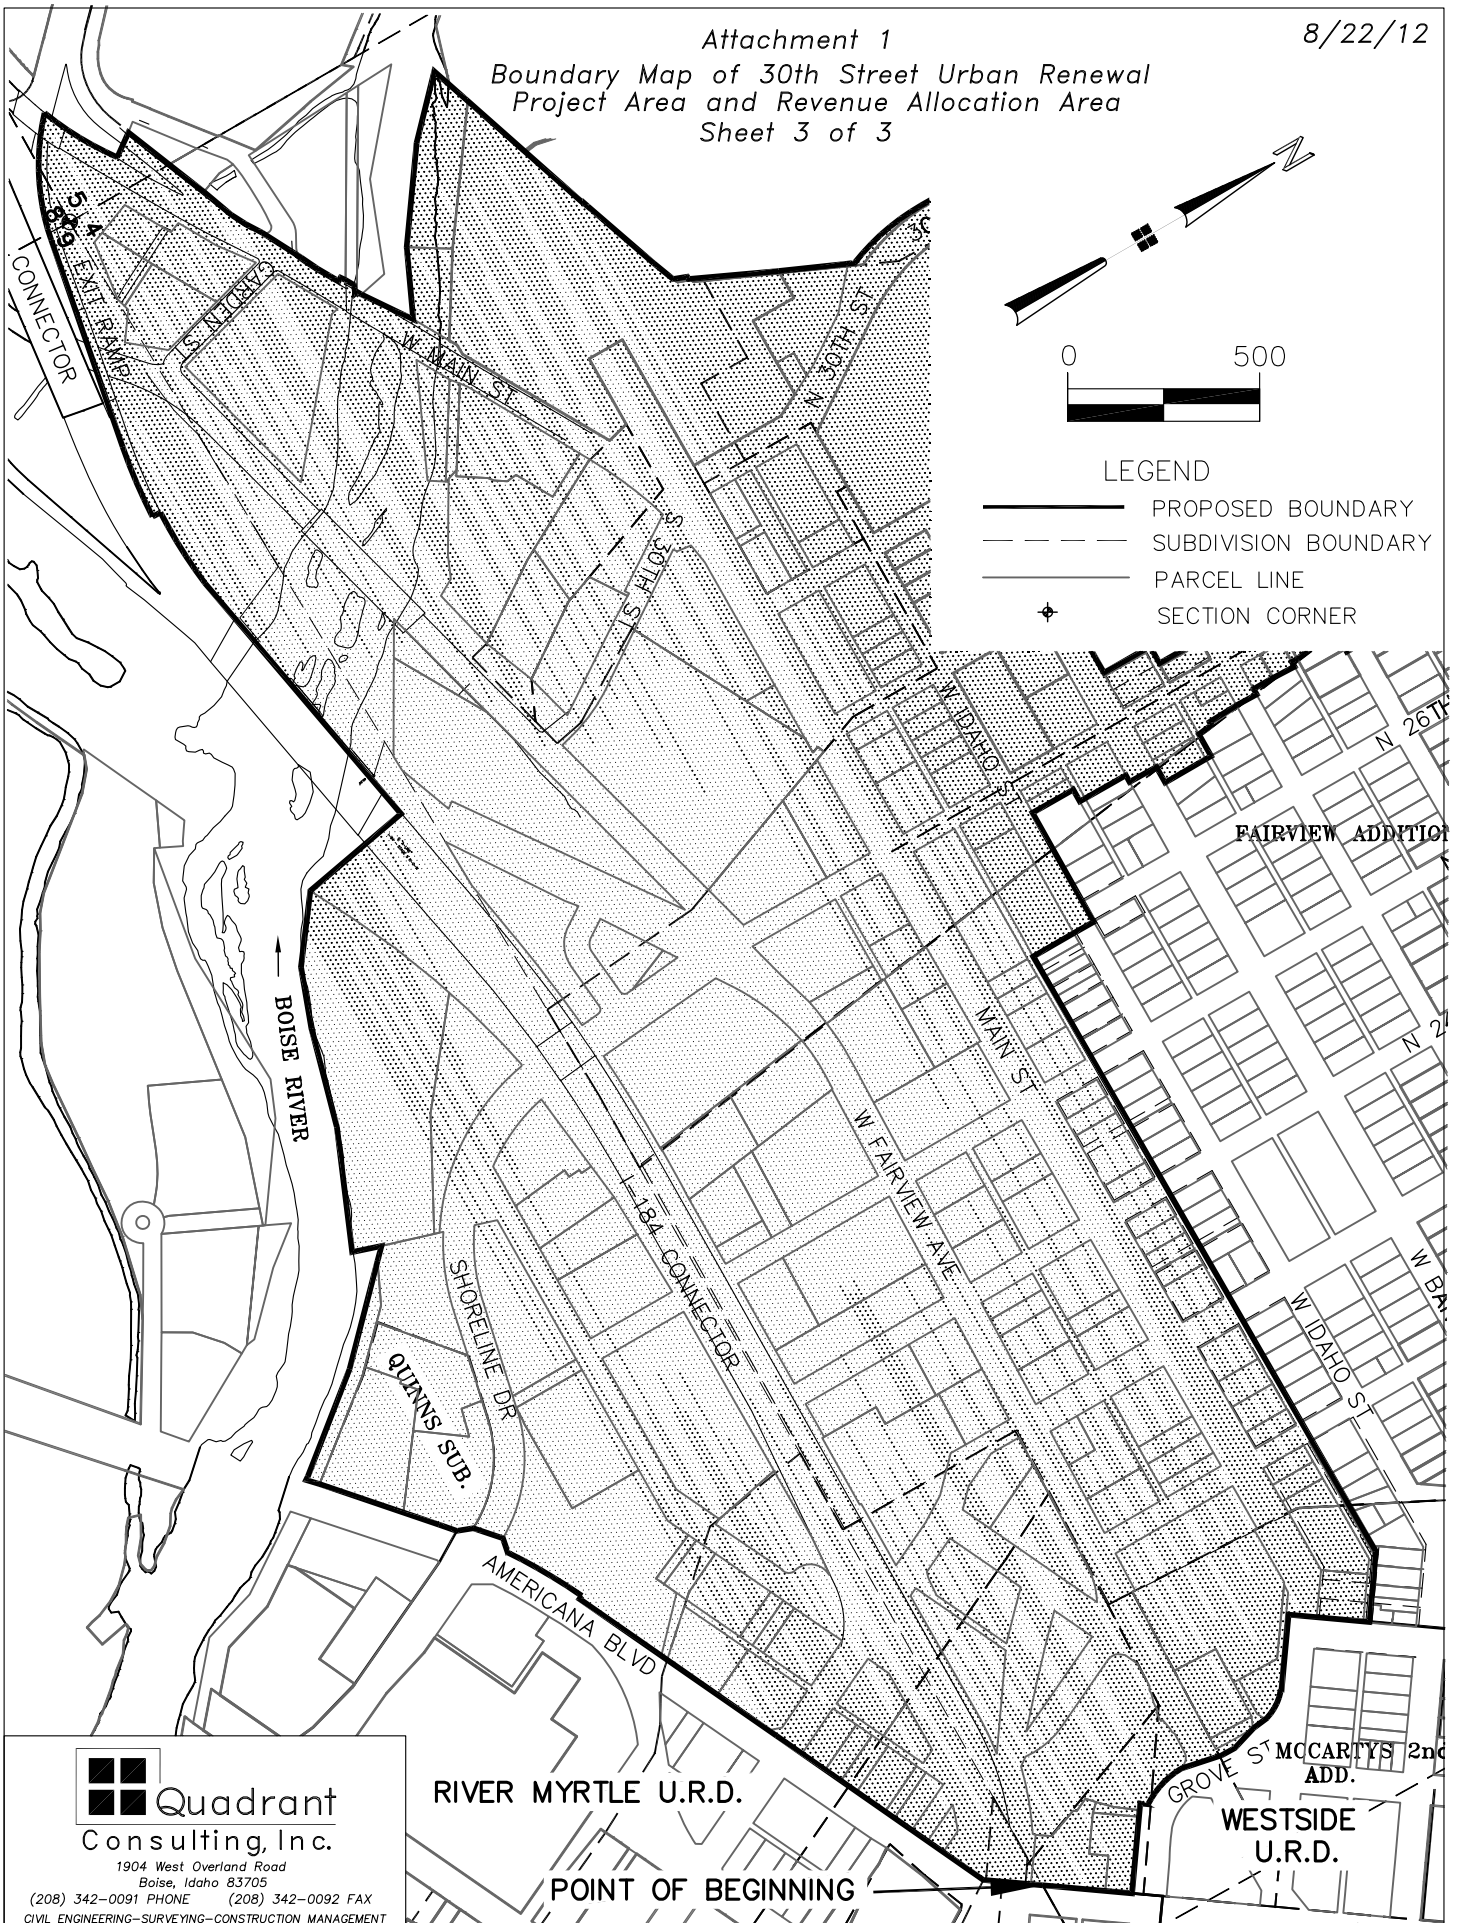 8/22/12
Attachment 1
Boundary Map of 30th Street Urban Renewal
Project Area and Revenue Allocation Area
Sheet 3 of 3
N
0 500
LEGEND
PROPOSED BOUNDARY
SUBDIVISION BOUNDARY
PARCEL LINE
SECTION CORNER
5 4
8 9
EXIT RAMP
CONNECTOR
GARDEN ST
W MAIN ST
N 30TH ST
S 30TH ST
W IDAHO ST
N 26TH
FAIRVIEW ADDITION
BOISE RIVER
MAIN ST
W FAIRVIEW AVE
I-184 CONNECTOR
SHORELINE DR
QUINNS SUB.
W IDAHO ST
AMERICANA BLVD
GROVE ST
MCCARTYS 2nd
ADD.
WESTSIDE
U.R.D.
RIVER MYRTLE U.R.D.
POINT OF BEGINNING
Quadrant
Consulting, Inc.
1904 West Overland Road
Boise, Idaho 83705
(208) 342-0091 PHONE (208) 342-0092 FAX
CIVIL ENGINEERING-SURVEYING-CONSTRUCTION MANAGEMENT